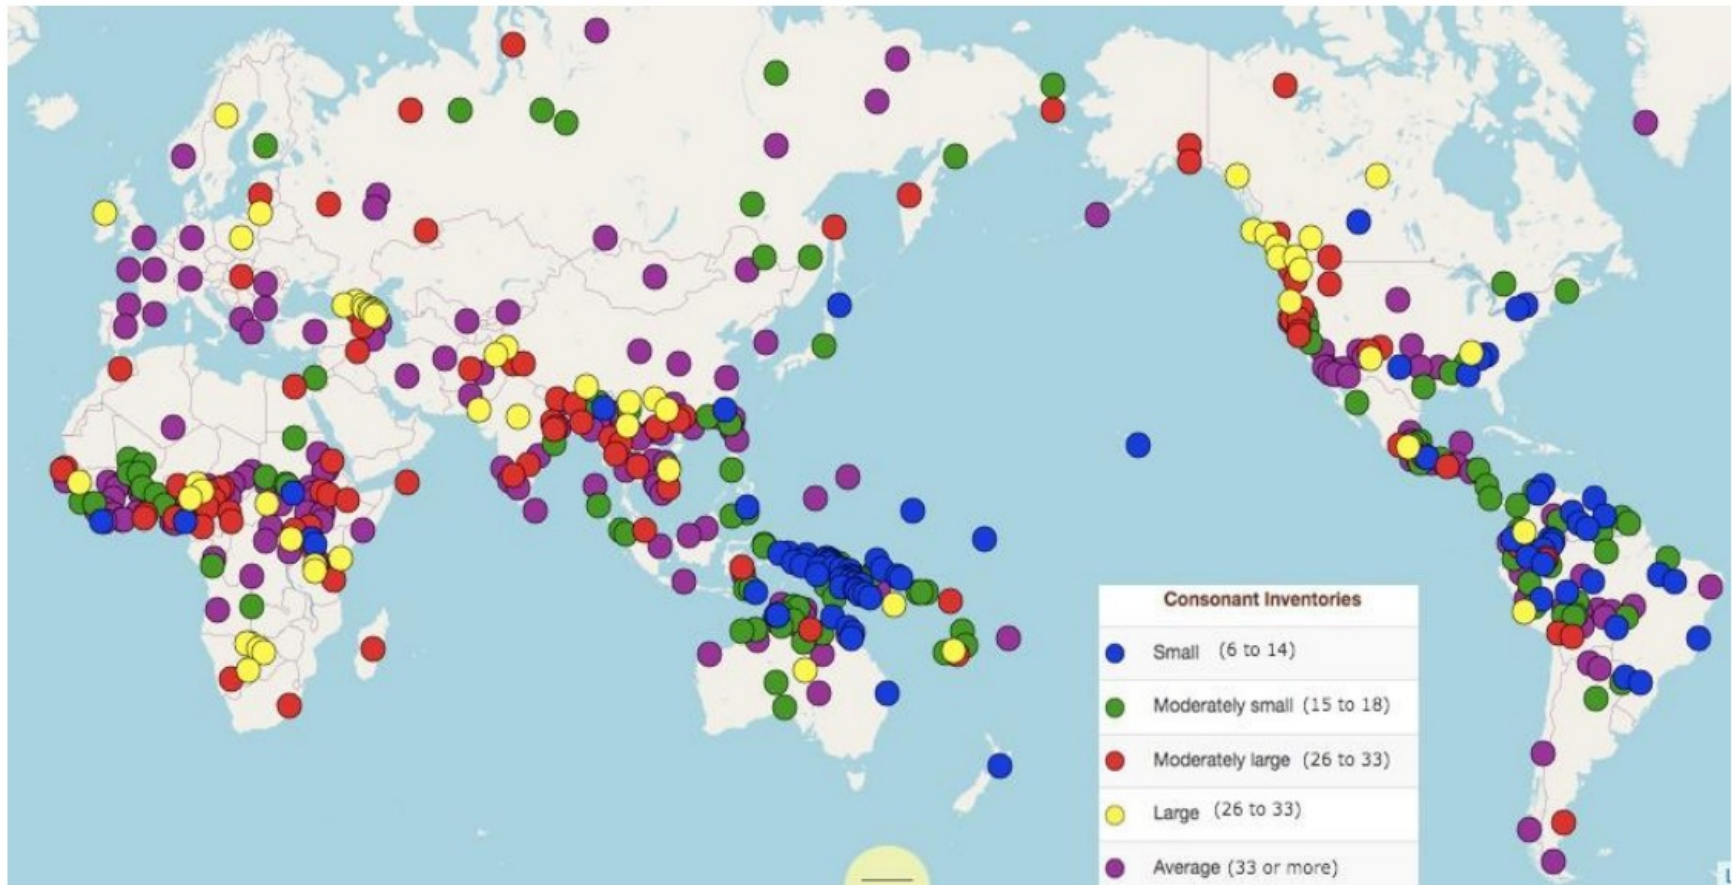 Consonant Inventories
Small (6 to 14)
Moderately small (15 to 18)
Moderately large (26 to 33)
Large (26 to 33)
Average (33 or more)